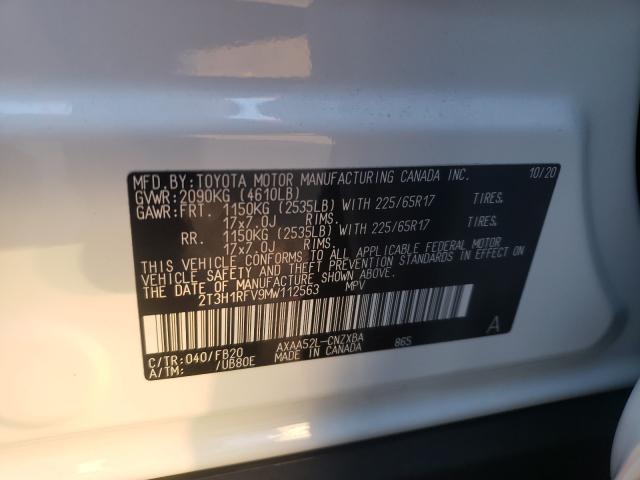 MFD. BY: TOYOTA MOTOR MANUFACTURING CANADA INC. 10/20
GVWR: 2090KG (4610LB)
GAWR: FRT. 1150KG (2535LB) WITH 225/65R17 TIRES.
17x7.0J RIMS.
RR. 1150KG (2535LB) WITH 225/65R17 TIRES.
17x7.0J RIMS.
THIS VEHICLE CONFORMS TO ALL APPLICABLE FEDERAL MOTOR
VEHICLE SAFETY AND THEFT PREVENTION STANDARDS IN EFFECT ON
THE DATE OF MANUFACTURE SHOWN ABOVE.
2T3H1RFV9MW112563 MPV
A
C/TR: 040/FB20 AXAA52L-CNZXBA 865
A/TM: /UB80E MADE IN CANADA